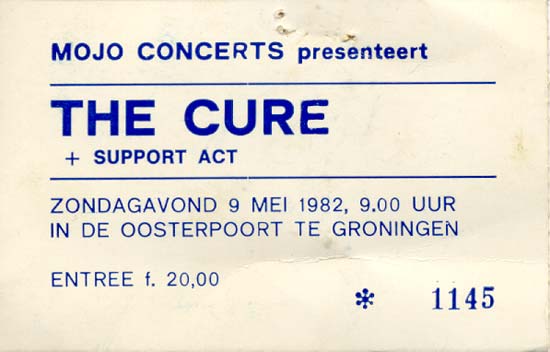 MOJO CONCERTS presenteert
THE CURE
+ SUPPORT ACT
ZONDAGAVOND 9 MEI 1982, 9.00 UUR
IN DE OOSTERPOORT TE GRONINGEN
ENTREE f. 20,00
* 1145